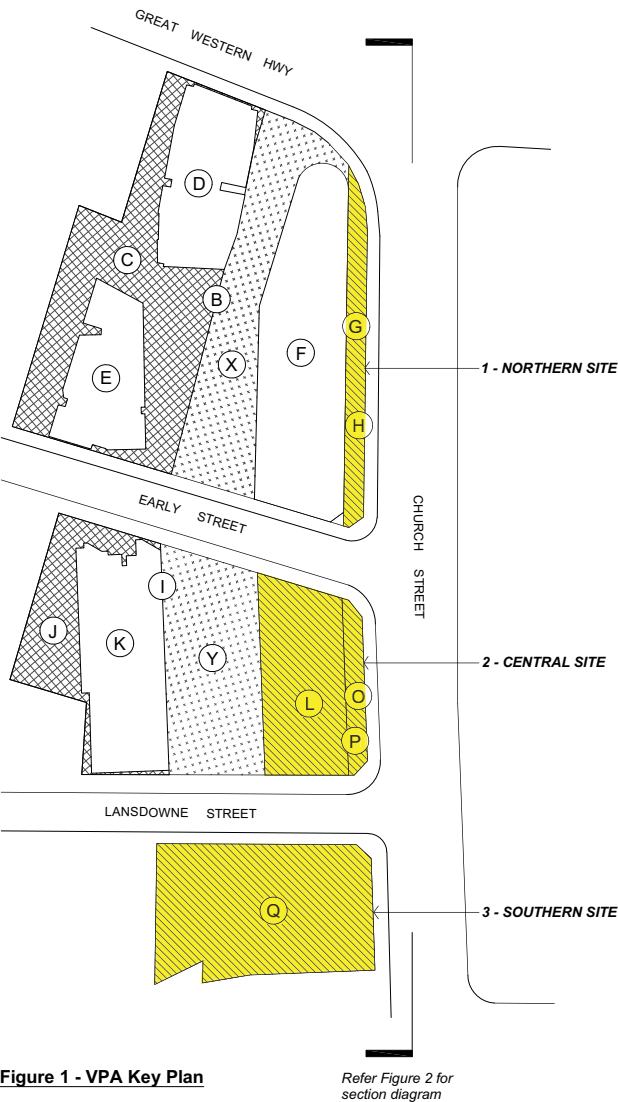 GREAT WESTERN HWY
D
C
B
G
F
X
1 - NORTHERN SITE
E
H
EARLY STREET
CHURCH STREET
I
J
K
Y
2 - CENTRAL SITE
L
O
P
LANSDOWNE STREET
Q
3 - SOUTHERN SITE
Figure 1 - VPA Key Plan
Refer Figure 2 for
section diagram